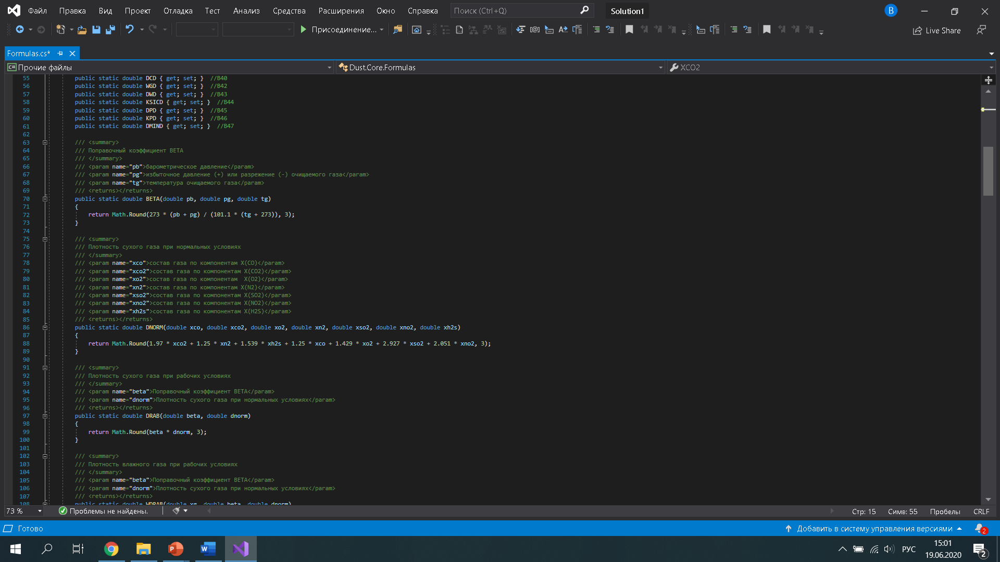 Файл Правка Вид Проект Отладка Тест Анализ Средства Расширения Окно Справка Поиск (Ctrl+Q) Solution1 B
Присоединение... Live Share
Formulas.cs*
C# Прочие файлы Dust.Core.Formulas XCO2
55 public static double DCD { get; set; } //B40
56 public static double WGD { get; set; } //B42
57 public static double DWD { get; set; } //B43
58 public static double KSICD { get; set; } //B44
59 public static double DPD { get; set; } //B45
60 public static double KPD { get; set; } //B46
61 public static double DMIND { get; set; } //B47
62
63 /// <summary>
64 /// Поправочный коэффициент BETA
65 /// </summary>
66 /// <param name="pb">барометрическое давление</param>
67 /// <param name="pg">избыточное давление (+) или разрежение (-) очищаемого газа</param>
68 /// <param name="tg">температура очищаемого газа</param>
69 /// <returns></returns>
70 public static double BETA(double pb, double pg, double tg)
71 {
72 return Math.Round(273 * (pb + pg) / (101.1 * (tg + 273)), 3);
73 }
74
75 /// <summary>
76 /// Плотность сухого газа при нормальных условиях
77 /// </summary>
78 /// <param name="xco">состав газа по компонентам X(CO)</param>
79 /// <param name="xco2">состав газа по компонентам X(CO2)</param>
80 /// <param name="xo2">состав газа по компонентам  X(O2)</param>
81 /// <param name="xn2">состав газа по компонентам X(N2)</param>
82 /// <param name="xso2">состав газа по компонентам X(SO2)</param>
83 /// <param name="xno2">состав газа по компонентам X(NO2)</param>
84 /// <param name="xh2s">состав газа по компонентам X(H2S)</param>
85 /// <returns></returns>
86 public static double DNORM(double xco, double xco2, double xo2, double xn2, double xso2, double xno2, double xh2s)
87 {
88 return Math.Round(1.97 * xco2 + 1.25 * xn2 + 1.539 * xh2s + 1.25 * xco + 1.429 * xo2 + 2.927 * xso2 + 2.051 * xno2, 3);
89 }
90
91 /// <summary>
92 /// Плотность сухого газа при рабочих условиях
93 /// </summary>
94 /// <param name="beta">Поправочный коэффициент BETA</param>
95 /// <param name="dnorm">Плотность сухого газа при нормальных условиях</param>
96 /// <returns></returns>
97 public static double DRAB(double beta, double dnorm)
98 {
99 return Math.Round(beta * dnorm, 3);
100 }
101
102 /// <summary>
103 /// Плотность влажного газа при рабочих условиях
104 /// </summary>
105 /// <param name="beta">Поправочный коэффициент BETA</param>
106 /// <param name="dnorm">Плотность сухого газа при нормальных условиях</param>
107 /// <returns></returns>
108 public static double WDRAB(double xg, double beta, double dnorm)
73 % Проблемы не найдены. Стр: 15 Симв: 55 Пробелы CRLF
Готово Добавить в систему управления версиями 2
РУС 15:01
19.06.2020 2